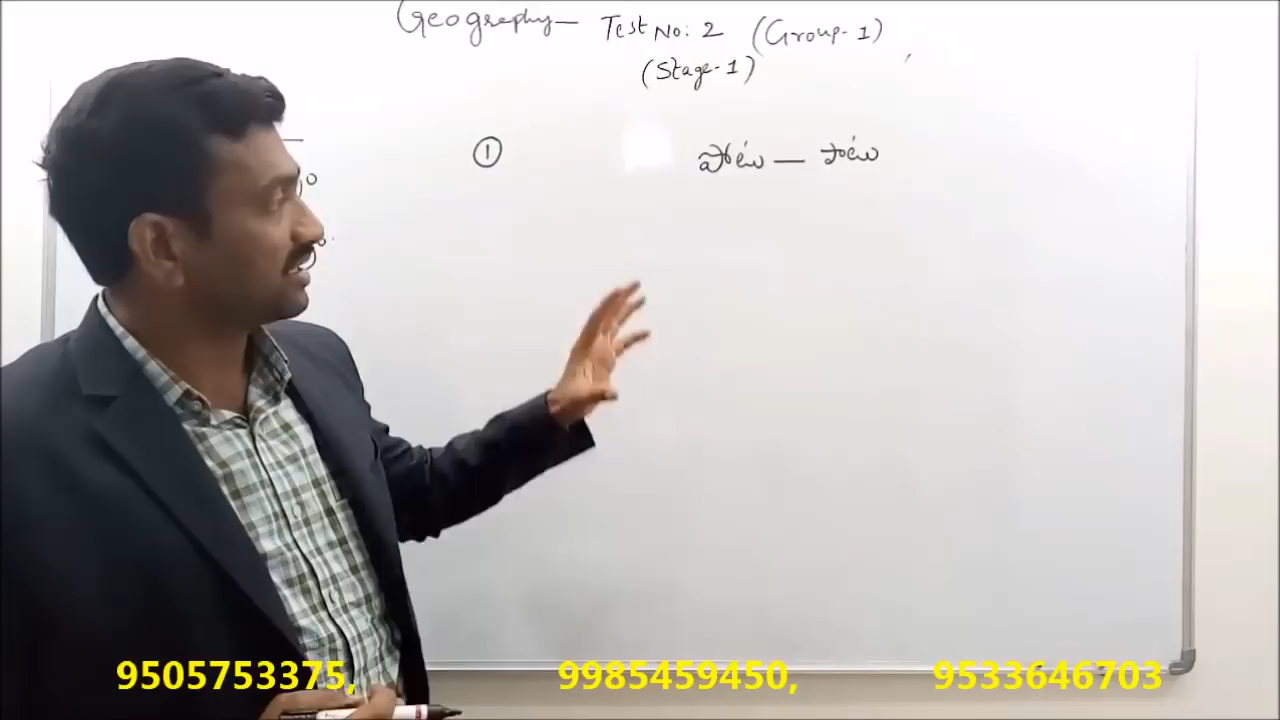 Geography – Test No: 2 (Group-1)
(Stage-1)
①
9505753375, 9985459450, 9533646703